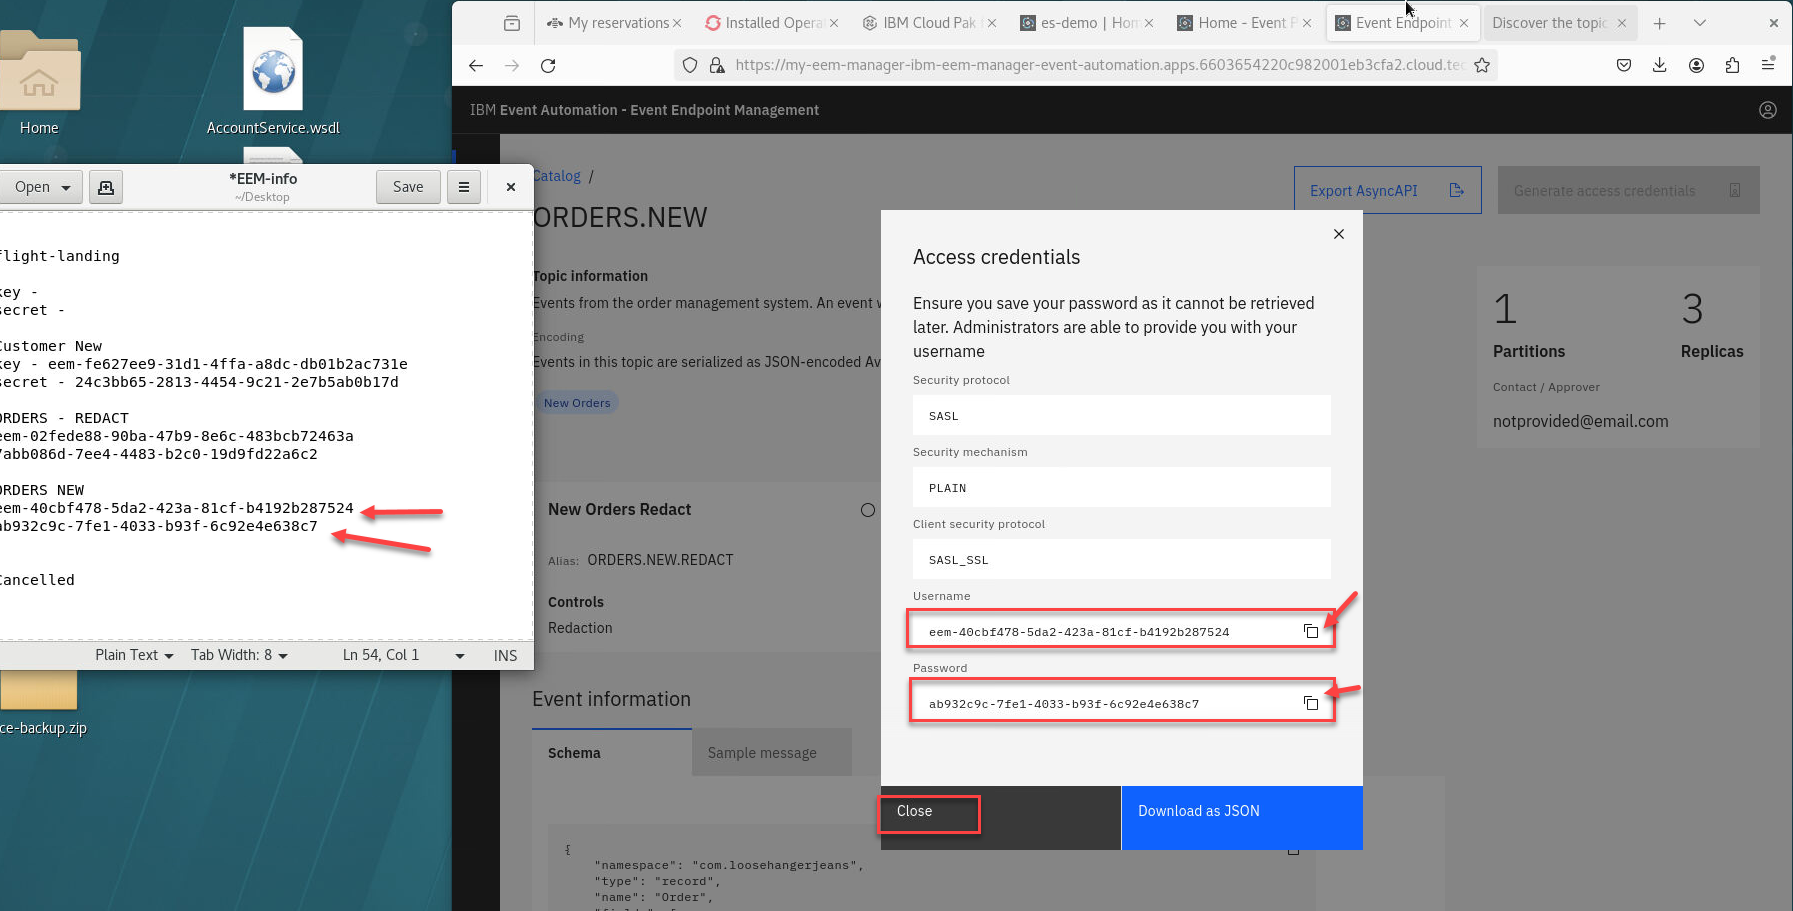 Home
AccountService.wsdl
ce-backup.zip
Open
*EEM-info
~/Desktop
Save
flight-landing
key -
secret -
Customer New
key - eem-fe627ee9-31d1-4ffa-a8dc-db01b2ac731e
secret - 24c3bb65-2813-4454-9c21-2e7b5ab0b17d
ORDERS - REDACT
eem-02fede88-90ba-47b9-8e6c-483bcb72463a
7abb086d-7ee4-4483-b2c0-19d9fd22a6c2
ORDERS NEW
eem-40cbf478-5da2-423a-81cf-b4192b287524
ab932c9c-7fe1-4033-b93f-6c92e4e638c7
Cancelled
Plain Text
Tab Width: 8
Ln 54, Col 1
INS
My reservations
Installed Opera
IBM Cloud Pak
es-demo | Hom
Home - Event P
Event Endpoint
Discover the topic
https://my-eem-manager-ibm-eem-manager-event-automation.apps.6603654220c982001eb3cfa2.cloud.tec
IBM Event Automation - Event Endpoint Management
Catalog /
ORDERS.NEW
Export AsyncAPI
Generate access credentials
Topic information
Events from the order management system. An event w
Encoding
Events in this topic are serialized as JSON-encoded Av
New Orders
1
Partitions
3
Replicas
Contact / Approver
notprovided@email.com
New Orders Redact
Alias: ORDERS.NEW.REDACT
Controls
Redaction
Event information
Schema
Sample message
{
"namespace": "com.loosehangerjeans",
"type": "record",
"name": "Order",
Access credentials
Ensure you save your password as it cannot be retrieved
later. Administrators are able to provide you with your
username
Security protocol
SASL
Security mechanism
PLAIN
Client security protocol
SASL_SSL
Username
eem-40cbf478-5da2-423a-81cf-b4192b287524
Password
ab932c9c-7fe1-4033-b93f-6c92e4e638c7
Close
Download as JSON